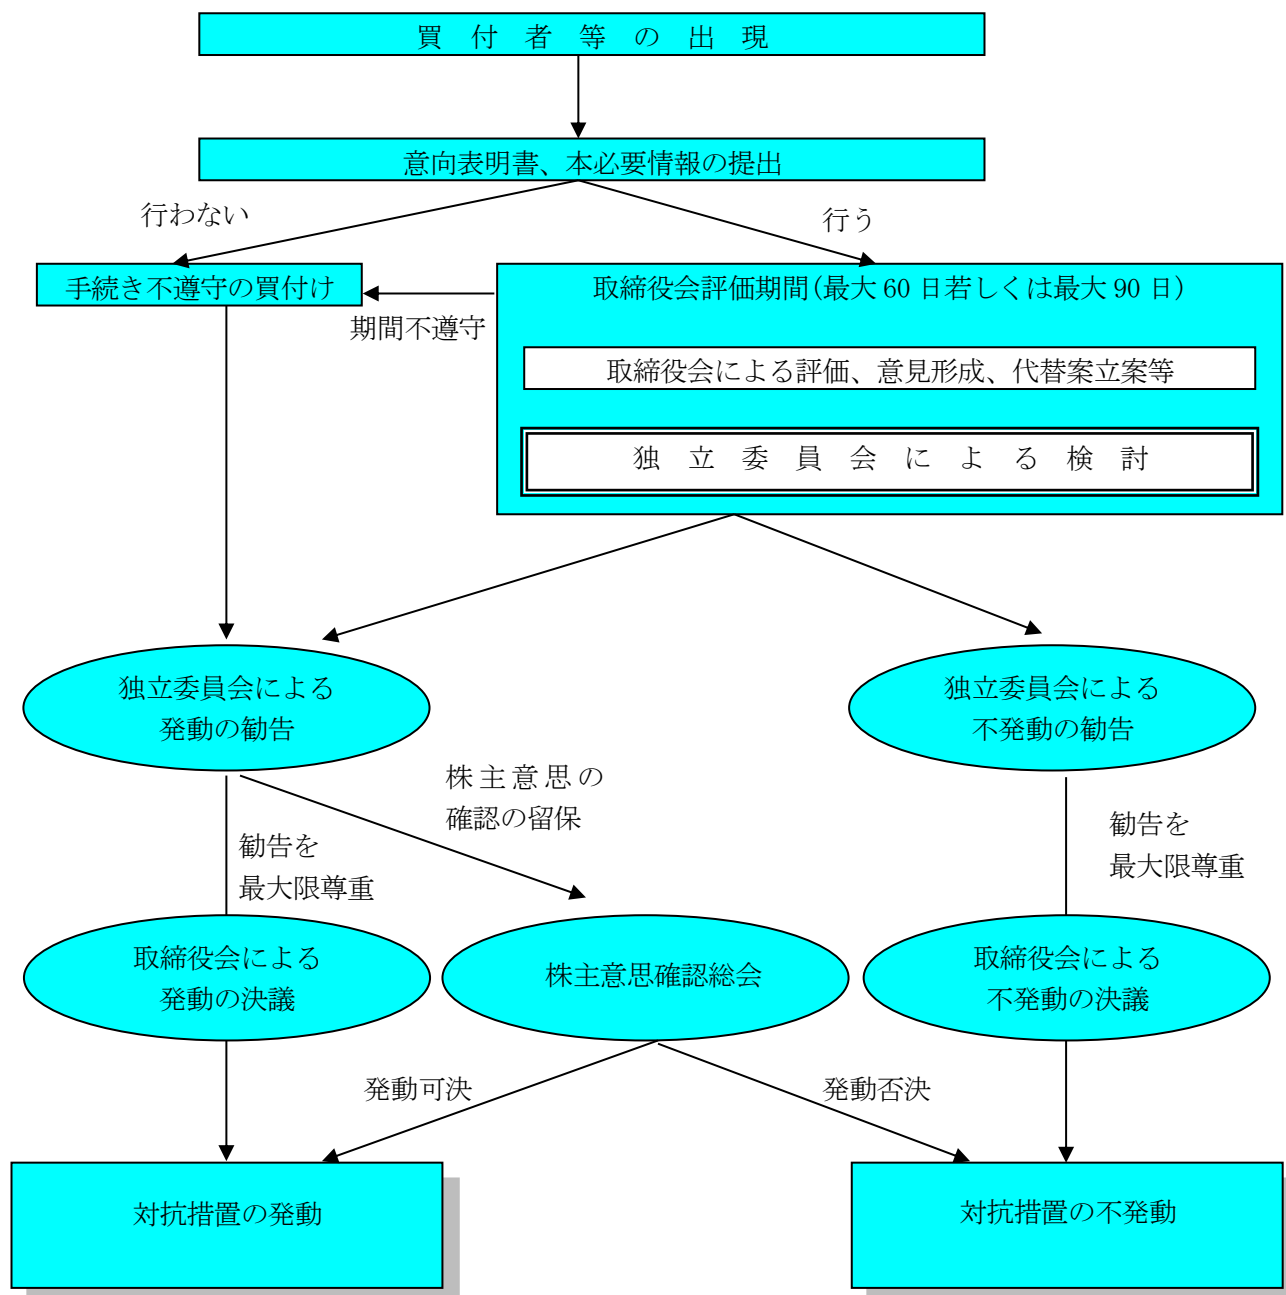 買付者等の出現
意向表明書、本必要情報の提出
行わない
行う
手続き不遵守の買付け
取締役会評価期間(最大 60 日若しくは最大 90 日)
期間不遵守
取締役会による評価、意見形成、代替案立案等
独立委員会による検討
独立委員会による
発動の勧告
独立委員会による
不発動の勧告
株主意思の
確認の留保
勧告を
最大限尊重
勧告を
最大限尊重
取締役会による
発動の決議
株主意思確認総会
取締役会による
不発動の決議
発動可決
発動否決
対抗措置の発動
対抗措置の不発動